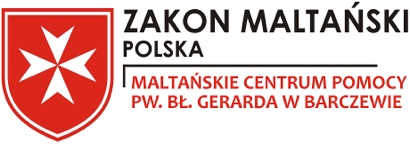 ZAKON MALTAŃSKI
POLSKA
MALTAŃSKIE CENTRUM POMOCY
PW. BŁ. GERARDA W BARCZEWIE